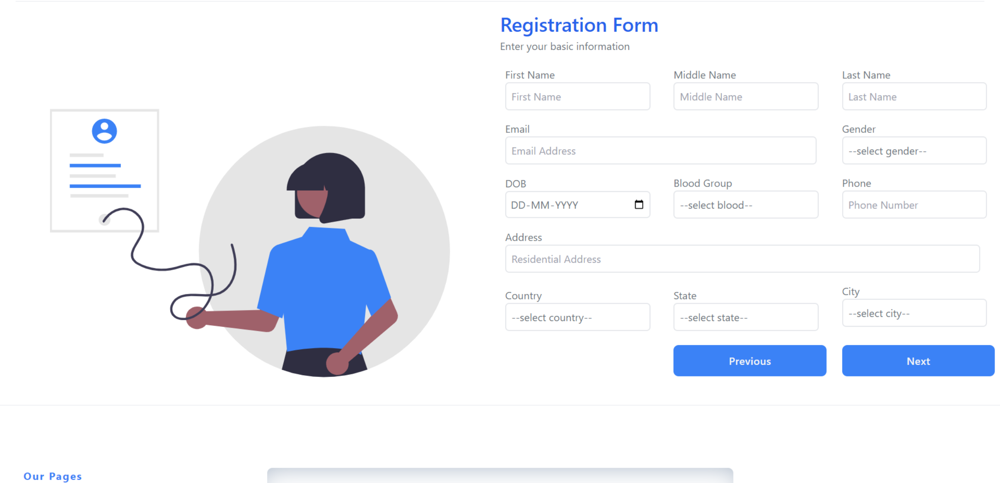 Registration Form
Enter your basic information
First Name Middle Name Last Name
First Name Middle Name Last Name
Email Gender
Email Address --select gender--
DOB Blood Group Phone
DD-MM-YYYY --select blood-- Phone Number
Address
Residential Address
Country State City
--select country-- --select state-- --select city--
Previous Next
Our Pages